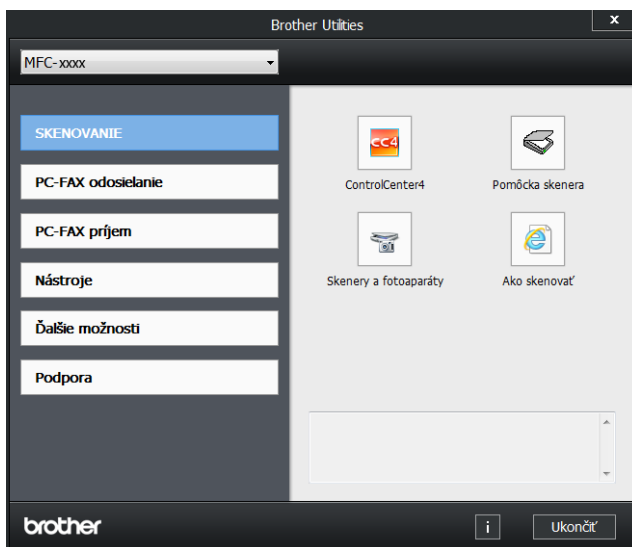 Brother Utilities
x
MFC-xxxx
SKENOVANIE
PC-FAX odosielanie
PC-FAX príjem
Nástroje
Ďalšie možnosti
Podpora
CC4
ControlCenter4
Pomôcka skenera
Skenery a fotoaparáty
Ako skenovať
brother
i
Ukončiť